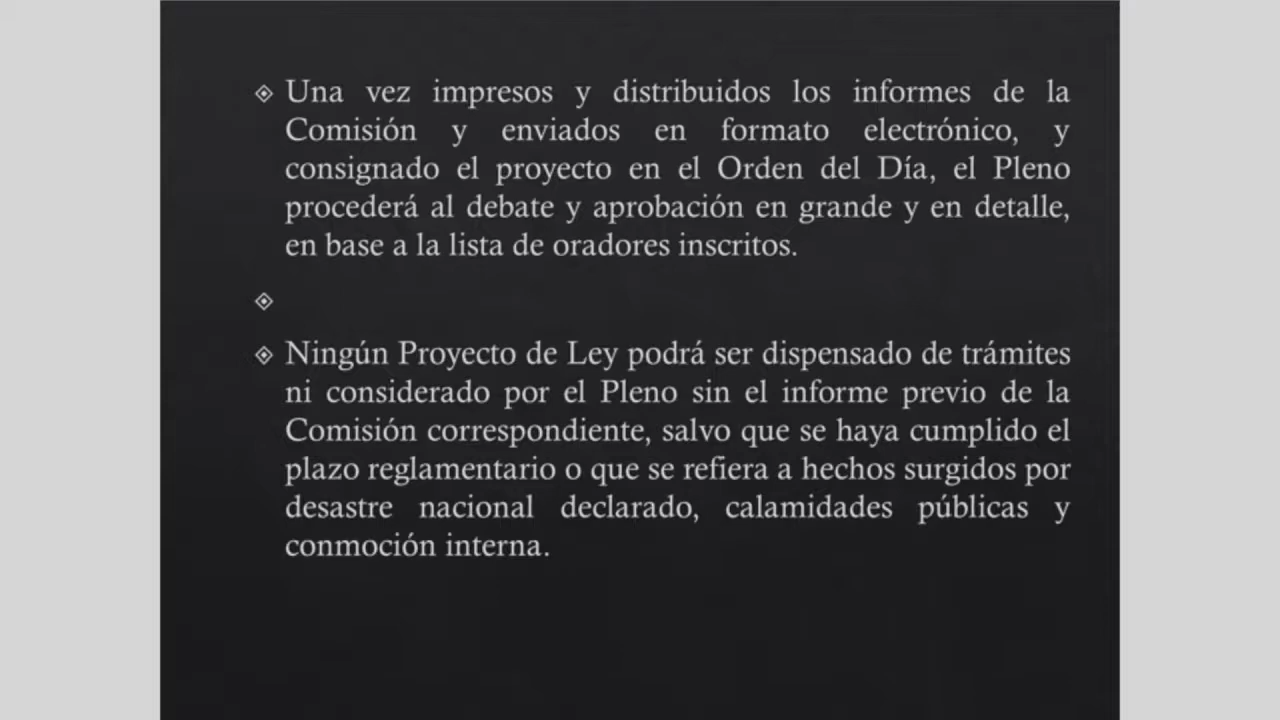 Una vez impresos y distribuidos los informes de la
Comisión y enviados en formato electrónico, y
consignado el proyecto en el Orden del Día, el Pleno
procederá al debate y aprobación en grande y en detalle,
en base a la lista de oradores inscritos.
Ningún Proyecto de Ley podrá ser dispensado de trámites
ni considerado por el Pleno sin el informe previo de la
Comisión correspondiente, salvo que se haya cumplido el
plazo reglamentario o que se refiera a hechos surgidos por
desastre nacional declarado, calamidades públicas y
conmoción interna.